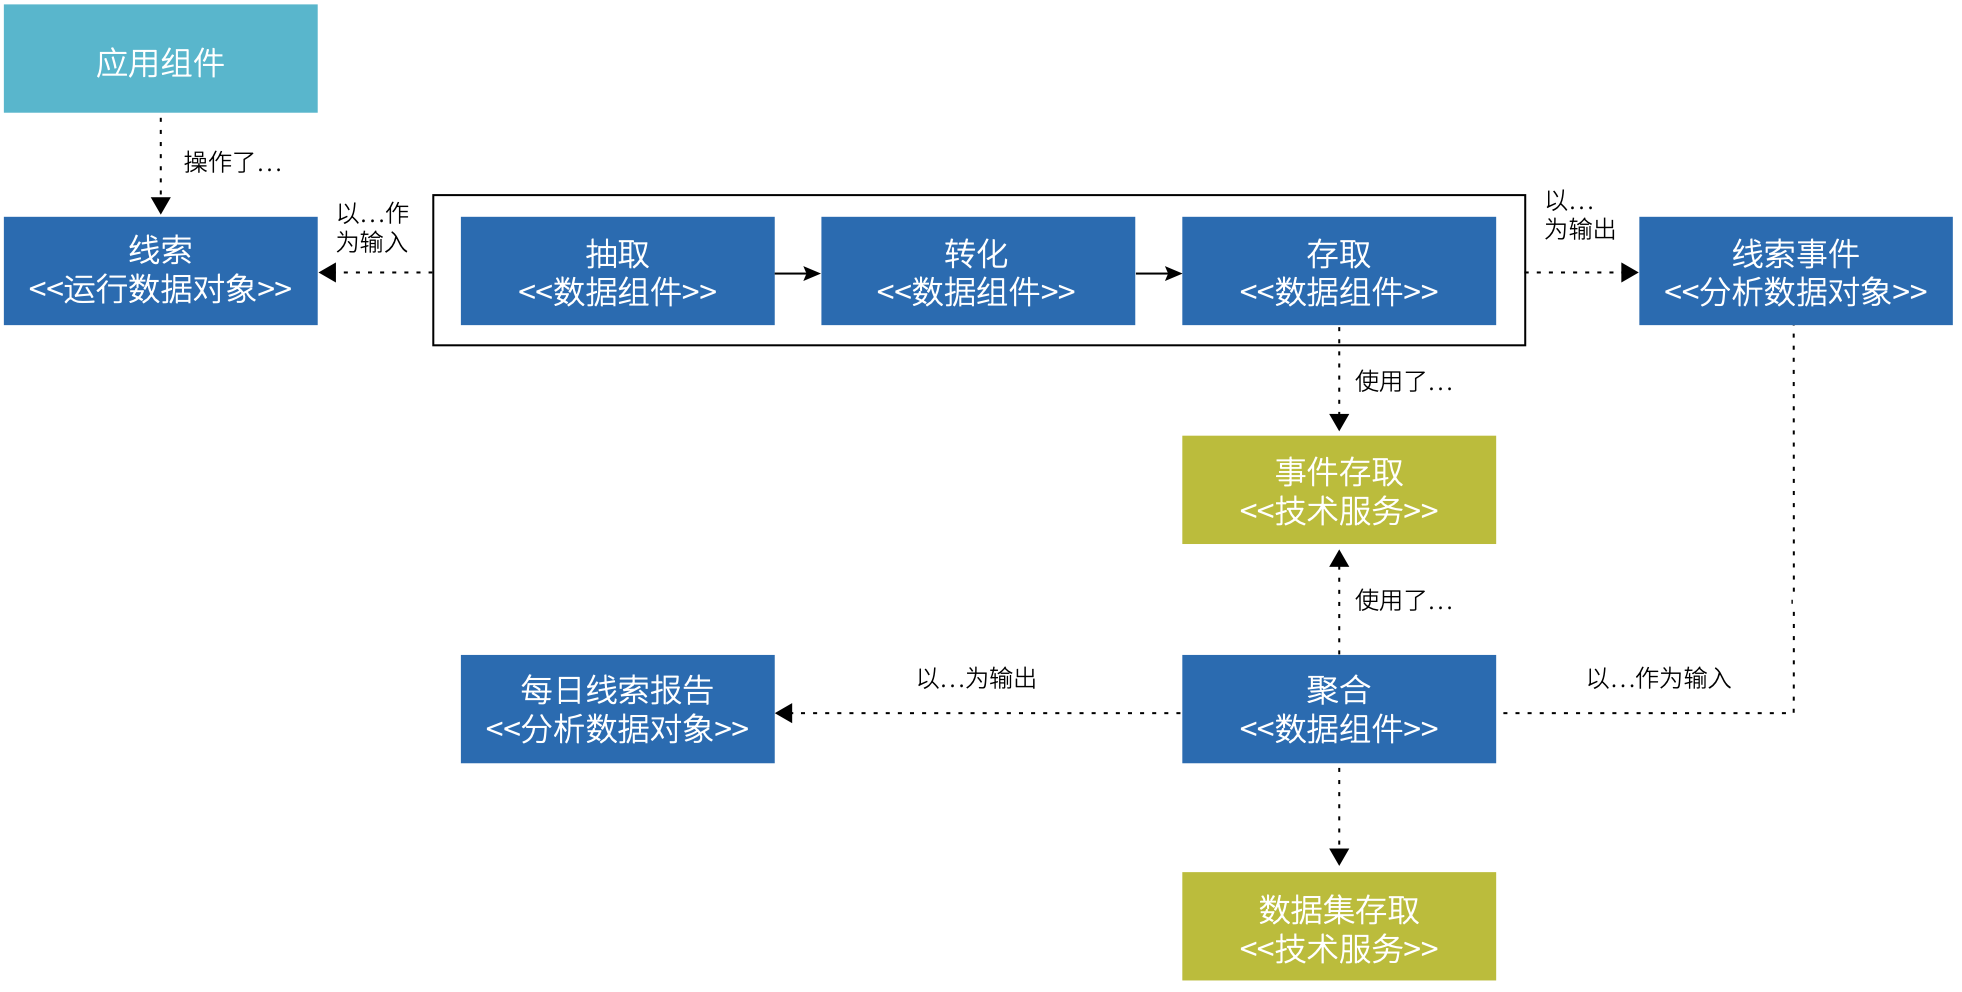 应用组件
操作了...
线索
<<运行数据对象>>
以...作
为输入
抽取
<<数据组件>>
转化
<<数据组件>>
存取
<<数据组件>>
以...
为输出
线索事件
<<分析数据对象>>
使用了...
事件存取
<<技术服务>>
使用了...
每日线索报告
<<分析数据对象>>
以...为输出
聚合
<<数据组件>>
以...作为输入
数据集存取
<<技术服务>>